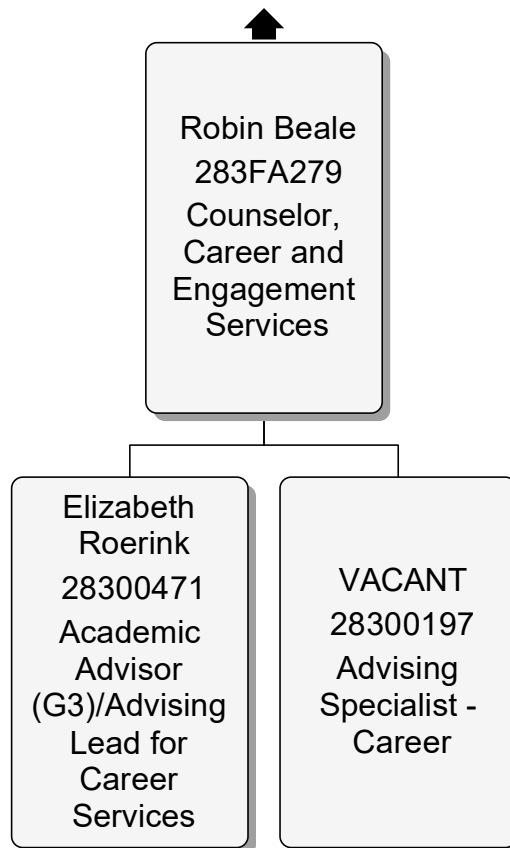 Robin Beale
283FA279
Counselor,
Career and
Engagement
Services
Elizabeth
Roerink
28300471
Academic
Advisor
(G3)/Advising
Lead for
Career
Services
VACANT
28300197
Advising
Specialist -
Career